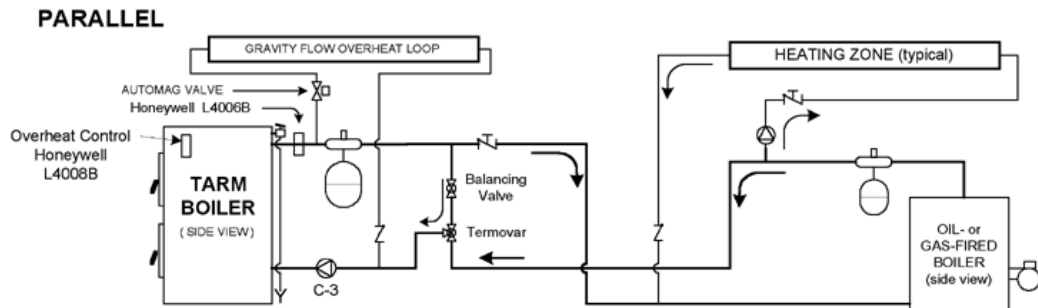 PARALLEL
GRAVITY FLOW OVERHEAT LOOP
HEATING ZONE (typical)
AUTOMAG VALVE
Honeywell L4006B
Overheat Control
Honeywell
L4008B
TARM
BOILER
(SIDE VIEW)
Balancing
Valve
Termovar
C-3
OIL- or
GAS-FIRED
BOILER
(side view)